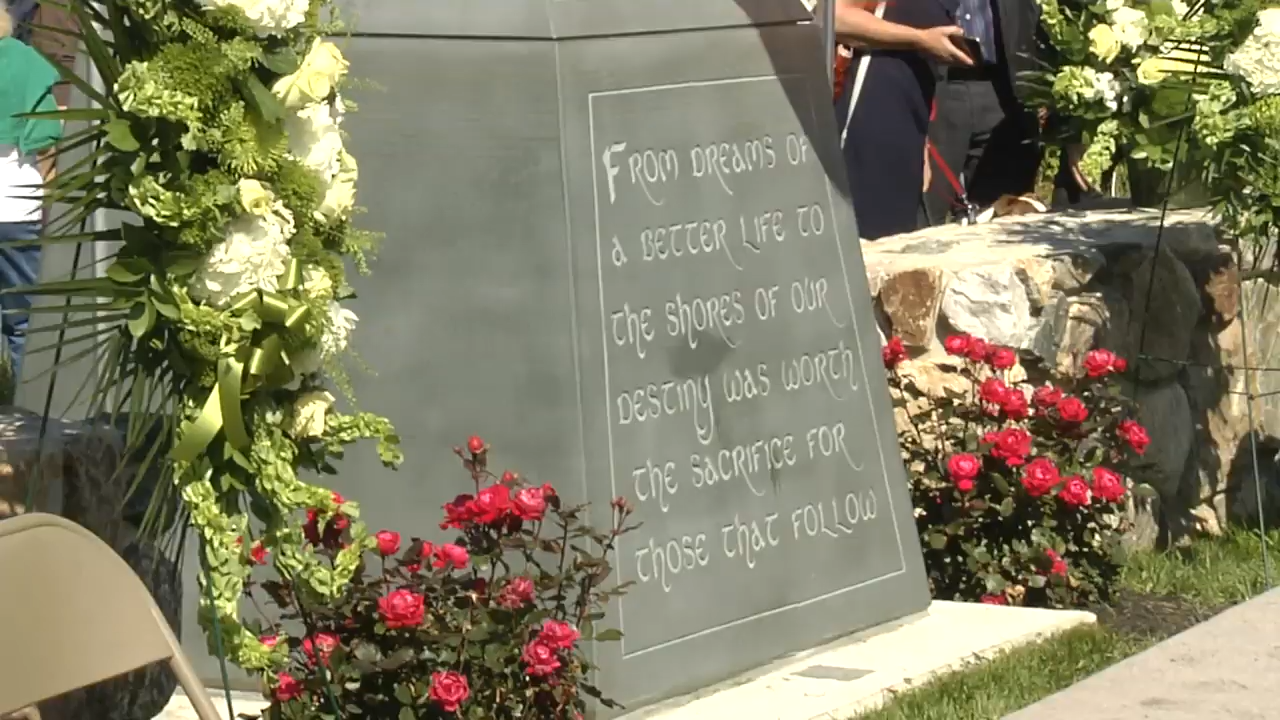 From dreams of
a better life to
the shores of our
destiny was worth
the sacrifice for
those that follow